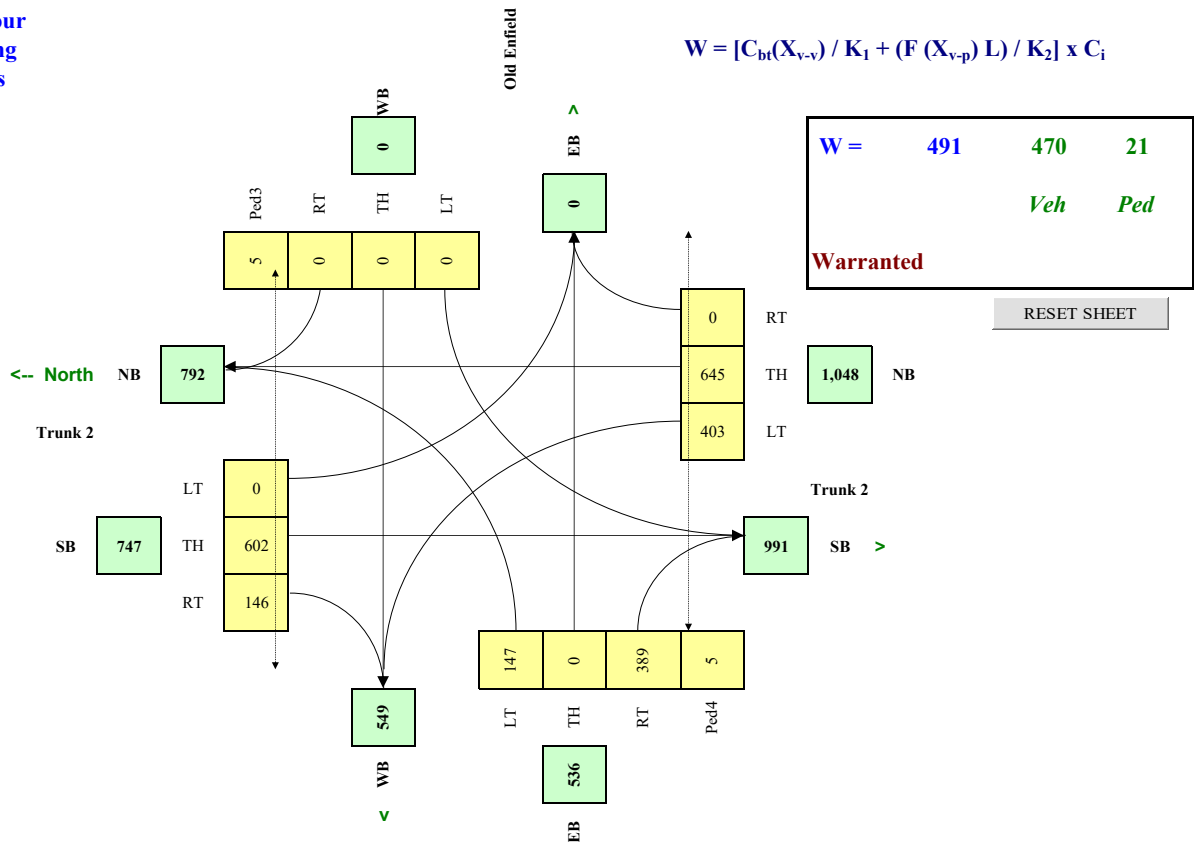 our
ng
s
Old Enfield
W = [C_bt(X_v-v) / K_1 + (F (X_v-p) L) / K_2] x C_i
WB
0
^
EB
0
W = 491 470 21
Veh Ped
Warranted
RESET SHEET
Ped3 RT TH LT
5 0 0 0
0 RT
<-- North NB 792
645 TH 1,048 NB
Trunk 2
403 LT
LT 0
Trunk 2
SB 747 TH 602
991 SB >
RT 146
147 0 389 5
LT TH RT Ped4
549
WB
v
536
EB